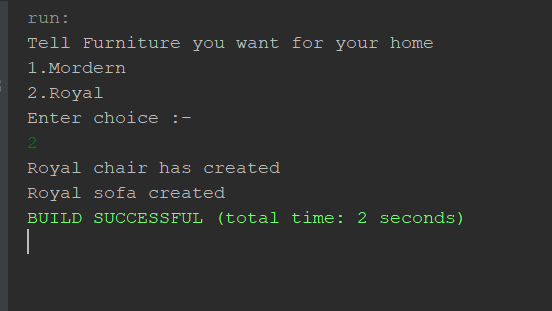 run:
Tell Furniture you want for your home
1.Mordern
2.Royal
Enter choice :-
2
Royal chair has created
Royal sofa created
BUILD SUCCESSFUL (total time: 2 seconds)